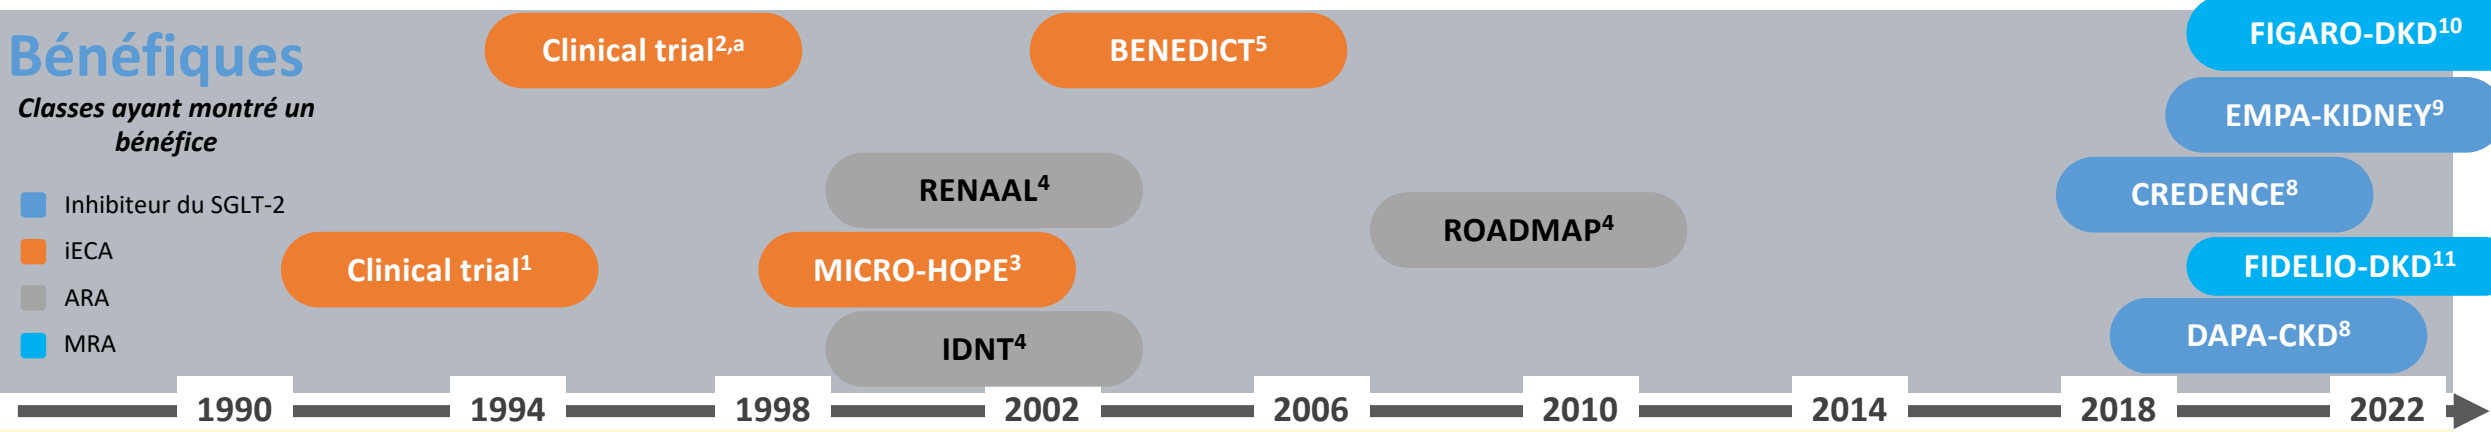 Bénéfiques
Classes ayant montré un
bénéfice
Inhibiteur du SGLT-2
iECA
ARA
MRA
Clinical trial2,a
BENEDICT5
FIGARO-DKD10
EMPA-KIDNEY9
RENAAL4
CREDENCE8
ROADMAP4
Clinical trial1
MICRO-HOPE3
FIDELIO-DKD11
IDNT4
DAPA-CKD8
1990
1994
1998
2002
2006
2010
2014
2018
2022